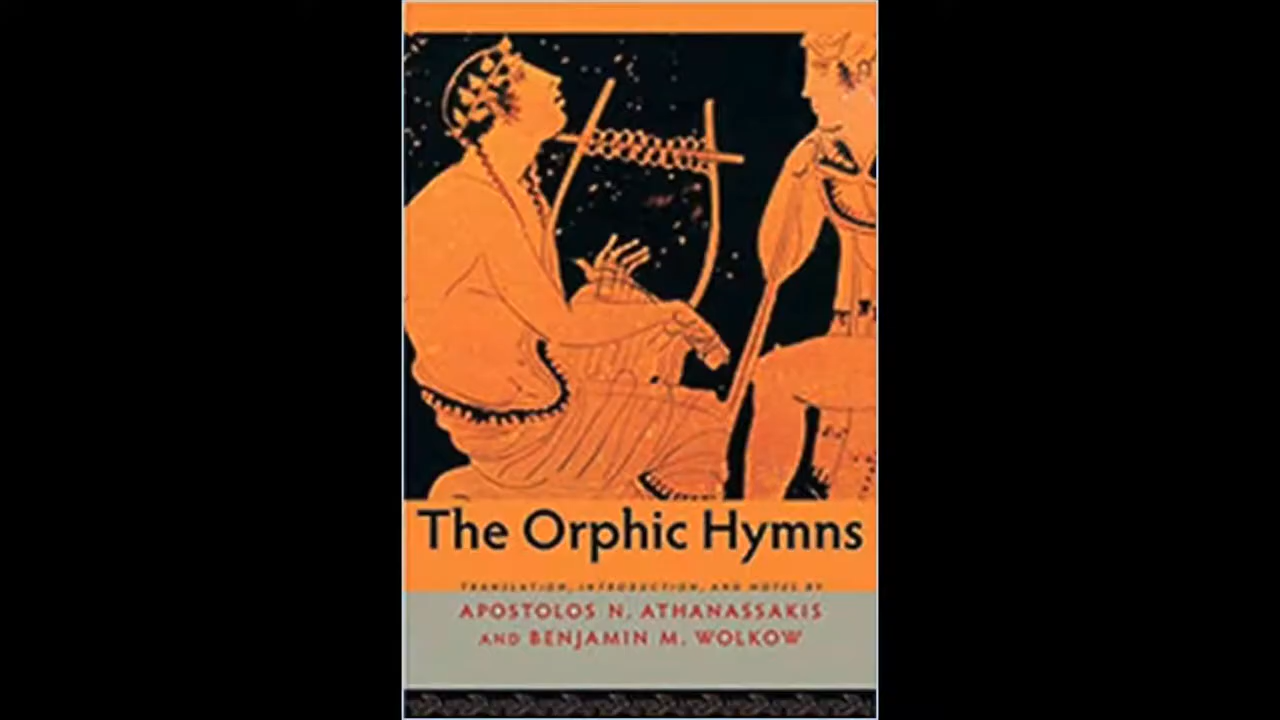 The Orphic Hymns
TRANSLATION, INTRODUCTION, AND NOTES BY
APOSTOLOS N. ATHANASSAKIS
AND BENJAMIN M. WOLKOW